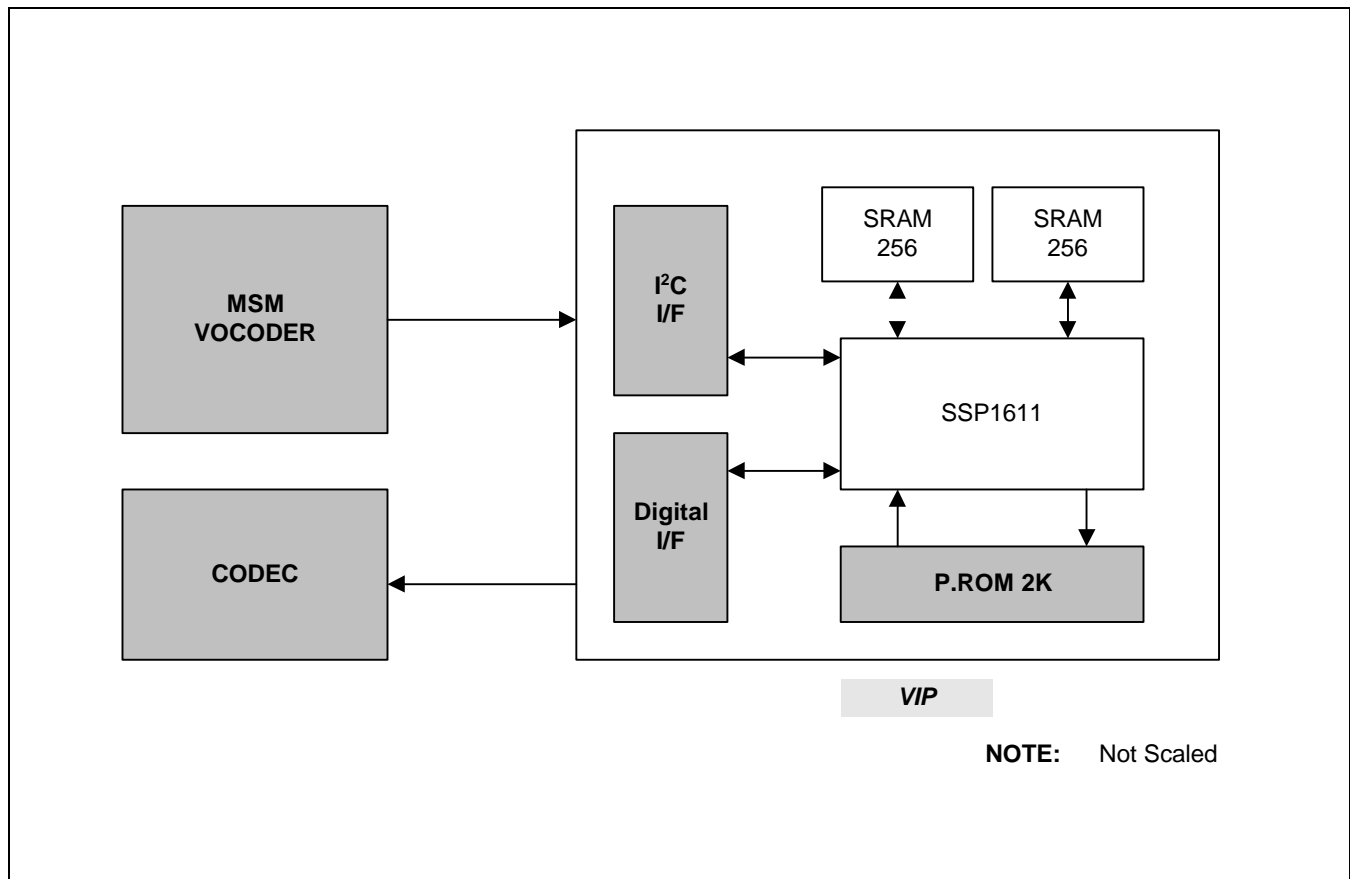 MSM
VOCODER
CODEC
I²C
I/F
Digital
I/F
SRAM
256
SRAM
256
SSP1611
P.ROM 2K
VIP
NOTE: Not Scaled